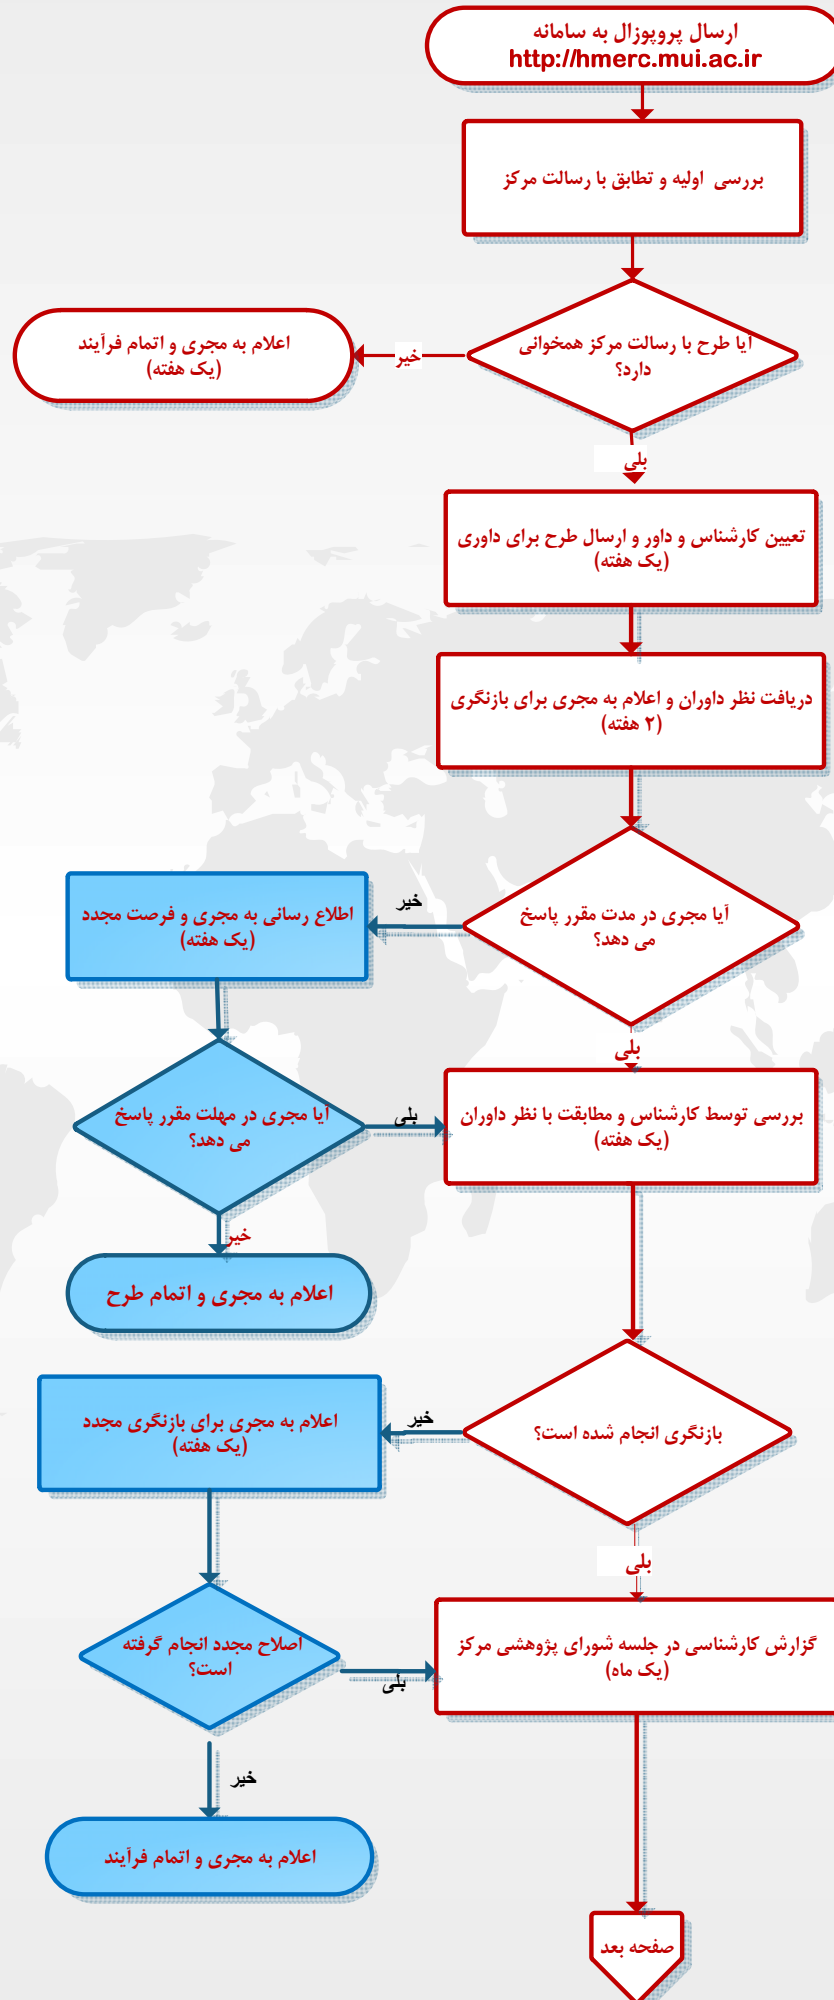 ارسال پروپوزال به سامانه
http://hmerc.mui.ac.ir
بررسی اولیه و تطابق با رسالت مرکز
آیا طرح با رسالت مرکز همخوانی
دارد؟
خیر
اعلام به مجری و اتمام فرآیند
(یک هفته)
بلی
تعیین کارشناس و داور و ارسال طرح برای داوری
(یک هفته)
دریافت نظر داوران و اعلام به مجری برای بازنگری
(۲ هفته)
آیا مجری در مدت مقرر پاسخ
می دهد؟
خیر
اطلاع رسانی به مجری و فرصت مجدد
(یک هفته)
بلی
آیا مجری در مهلت مقرر پاسخ
می دهد؟
بلی
بررسی توسط کارشناس و مطابقت با نظر داوران
(یک هفته)
خیر
اعلام به مجری و اتمام طرح
بازنگری انجام شده است؟
خیر
اعلام به مجری برای بازنگری مجدد
(یک هفته)
بلی
اصلاح مجدد انجام گرفته
است؟
بلی
گزارش کارشناسی در جلسه شورای پژوهشی مرکز
(یک ماه)
خیر
اعلام به مجری و اتمام فرآیند
صفحه بعد